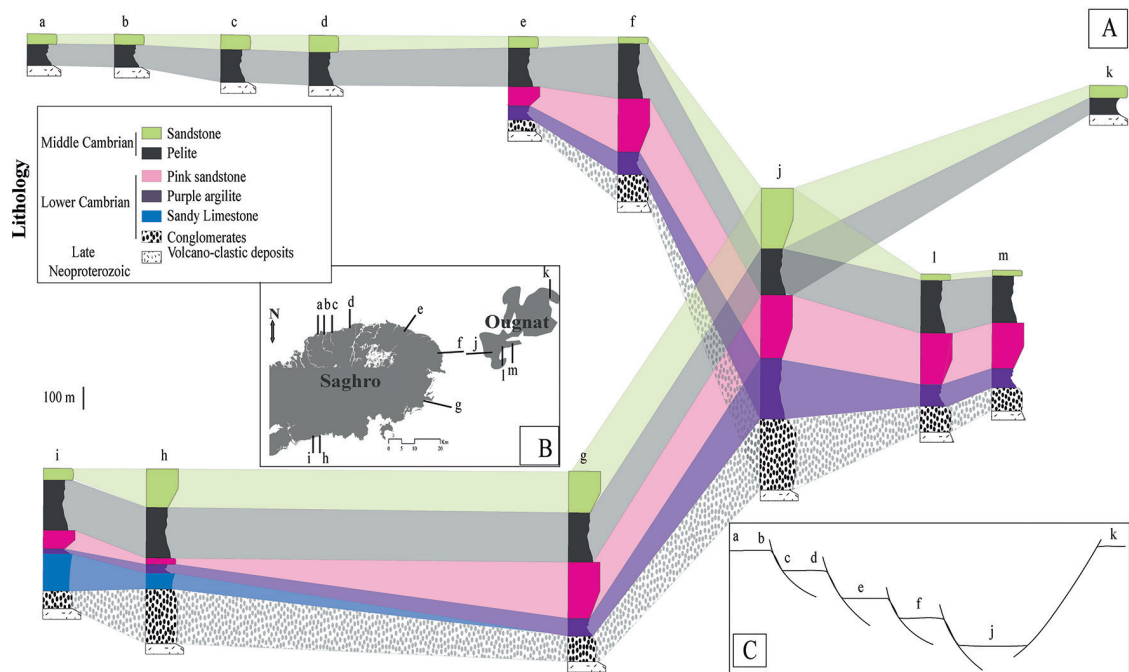 a b c d e f
A
k
Lithology
Middle Cambrian
Sandstone
Pelite
Lower Cambrian
Pink sandstone
Purple argilite
Sandy Limestone
Conglomerates
Late
Neoproterozoic
Volcano-clastic deposits
j
l m
100 m
N
a b c d e
k
Ougnat
f j
l m
Saghro
g
0 5 10 20 Km
i h
B
i h g
a b c d e f j k
C